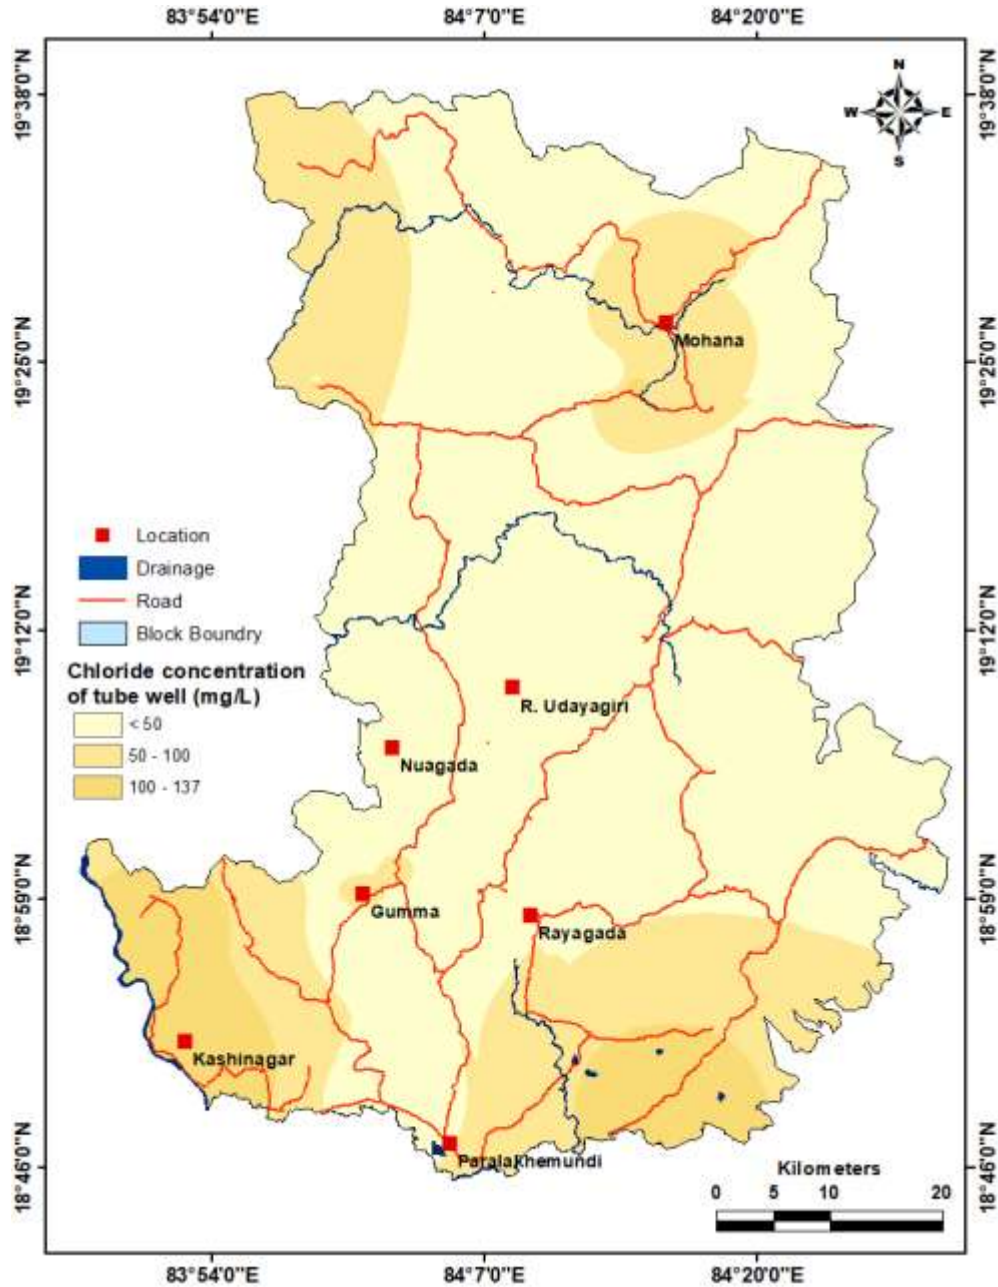 83°54'0"E 84°7'0"E 84°20'0"E
19°38'0"N 19°38'0"N
N
W E
S
Mohana
19°25'0"N 19°25'0"N
Location
Drainage
Road
Block Boundry
19°12'0"N 19°12'0"N
Chloride concentration
of tube well (mg/L)
< 50
50 - 100
100 - 137
R. Udayagiri
Nuagada
18°59'0"N 18°59'0"N
Gumma
Rayagada
Kashinagar
Paralakhemundi
18°46'0"N 18°46'0"N
Kilometers
0 5 10 20
83°54'0"E 84°7'0"E 84°20'0"E